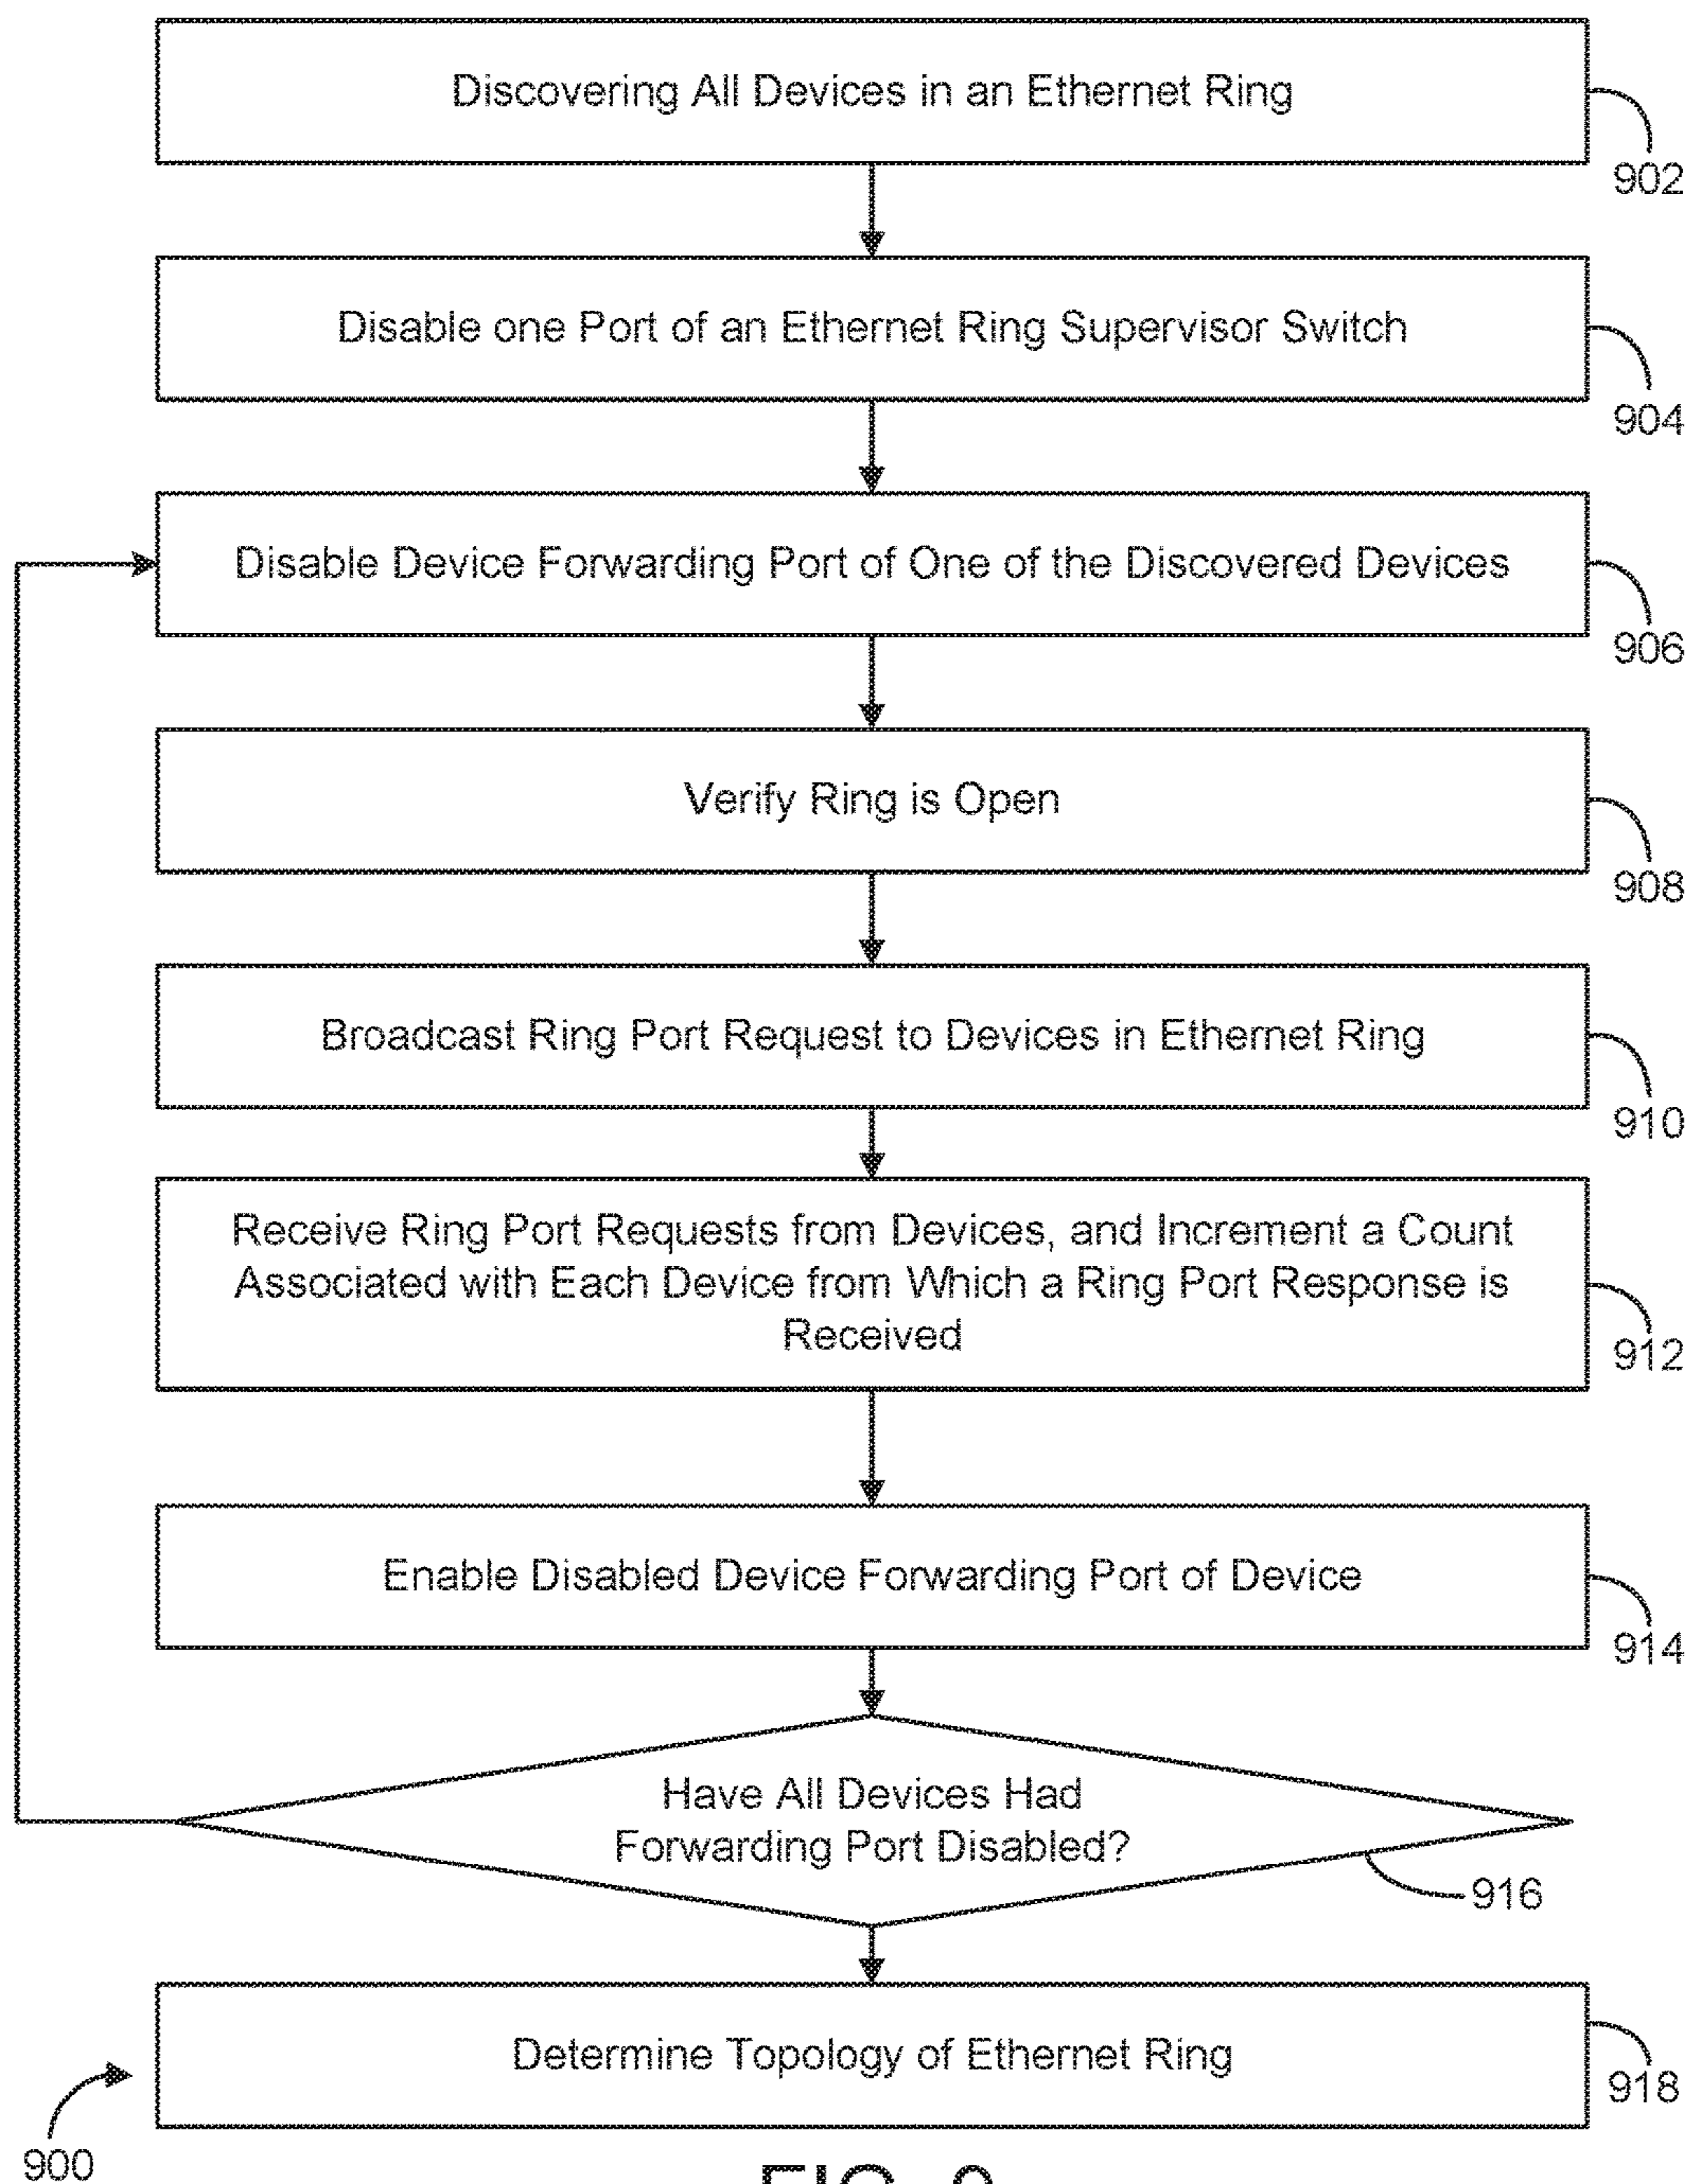 Discovering All Devices in an Ethernet Ring
902
Disable one Port of an Ethernet Ring Supervisor Switch
904
Disable Device Forwarding Port of One of the Discovered Devices
906
Verify Ring is Open
908
Broadcast Ring Port Request to Devices in Ethernet Ring
910
Receive Ring Port Requests from Devices, and Increment a Count
Associated with Each Device from Which a Ring Port Response is
Received
912
Enable Disabled Device Forwarding Port of Device
914
Have All Devices Had
Forwarding Port Disabled?
916
Determine Topology of Ethernet Ring
918
900